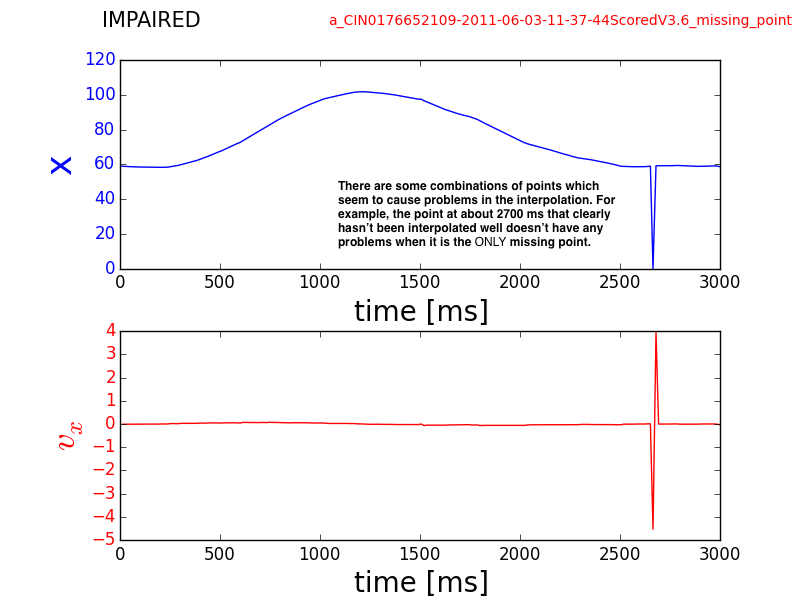 IMPAIRED
a_CIN0176652109-2011-06-03-11-37-44ScoredV3.6_missing_point
120
100
80
60
40
20
0
x
There are some combinations of points which
seem to cause problems in the interpolation. For
example, the point at about 2700 ms that clearly
hasn't been interpolated well doesn't have any
problems when it is the ONLY missing point.
0 500 1000 1500 2000 2500 3000
time [ms]
4
3
2
1
0
−1
−2
−3
−4
−5
v_x
0 500 1000 1500 2000 2500 3000
time [ms]